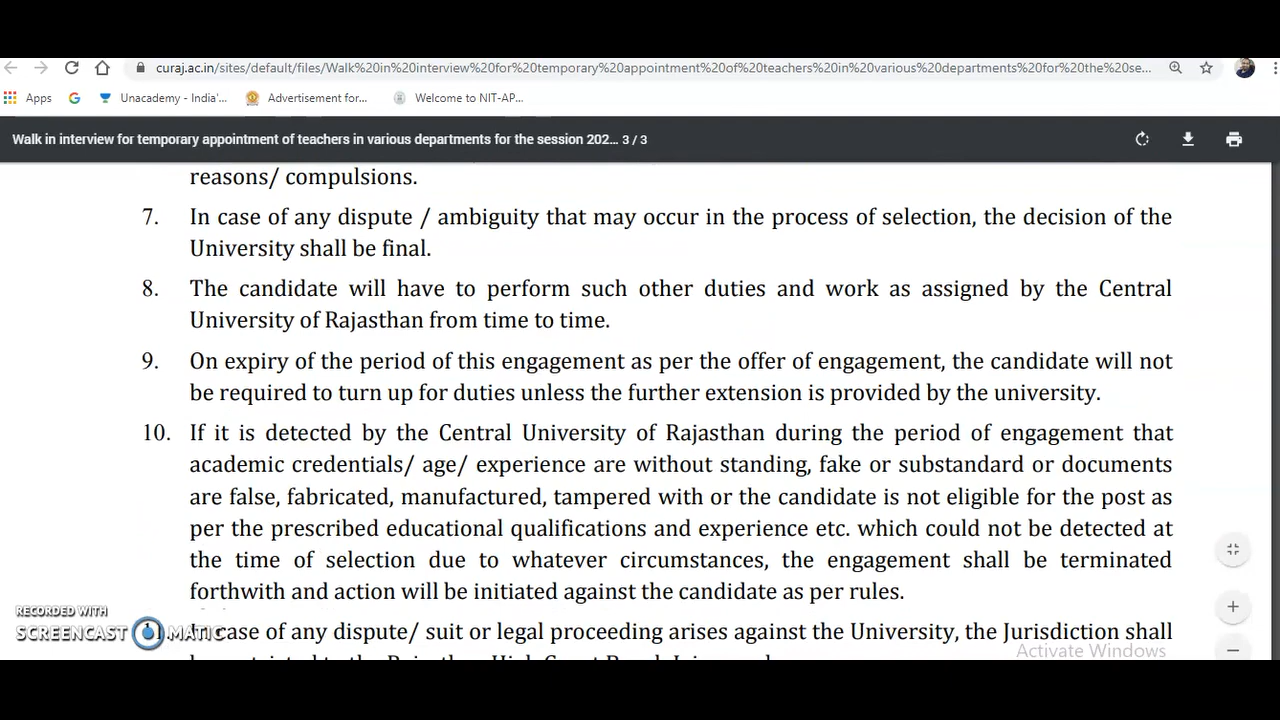 curaj.ac.in/sites/default/files/Walk%20in%20interview%20for%20temporary%20appointment%20of%20teachers%20in%20various%20departments%20for%20the%20se...
Apps Unacademy - India'... Advertisement for... Welcome to NIT-AP...
Walk in interview for temporary appointment of teachers in various departments for the session 202... 3 / 3
reasons/ compulsions.
7. In case of any dispute / ambiguity that may occur in the process of selection, the decision of the
University shall be final.
8. The candidate will have to perform such other duties and work as assigned by the Central
University of Rajasthan from time to time.
9. On expiry of the period of this engagement as per the offer of engagement, the candidate will not
be required to turn up for duties unless the further extension is provided by the university.
10. If it is detected by the Central University of Rajasthan during the period of engagement that
academic credentials/ age/ experience are without standing, fake or substandard or documents
are false, fabricated, manufactured, tampered with or the candidate is not eligible for the post as
per the prescribed educational qualifications and experience etc. which could not be detected at
the time of selection due to whatever circumstances, the engagement shall be terminated
forthwith and action will be initiated against the candidate as per rules.
RECORDED WITH
SCREENCAST MATIC
case of any dispute/ suit or legal proceeding arises against the University, the Jurisdiction shall
Activate Windows